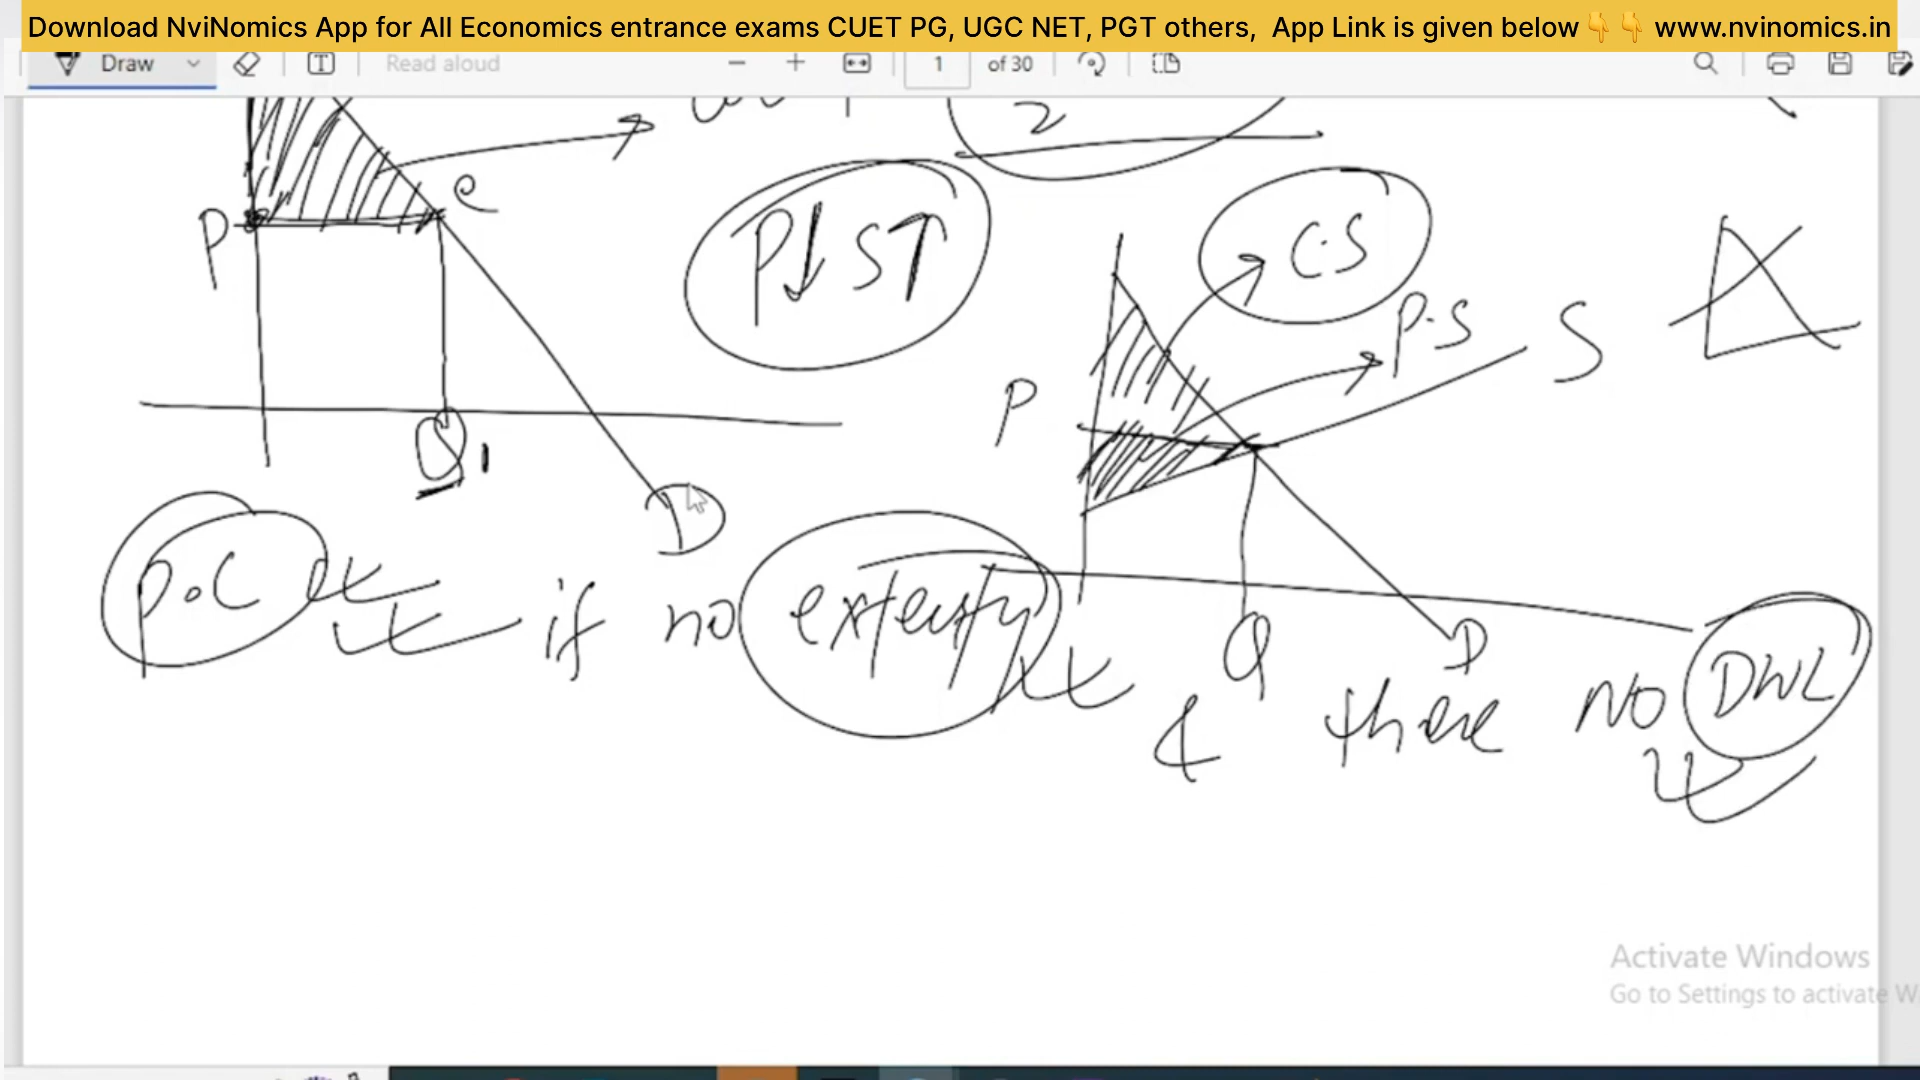 Download NviNomics App for All Economics entrance exams CUET PG, UGC NET, PGT others, App Link is given below👇👇 www.nvinomics.in
Draw
Read aloud
1 of 30
2
e
P
P↓ S↑
C.S
P.S
S
P
Q1
D
P.C if no
Q
D
& there no DWL
Activate Windows
Go to Settings to activate W